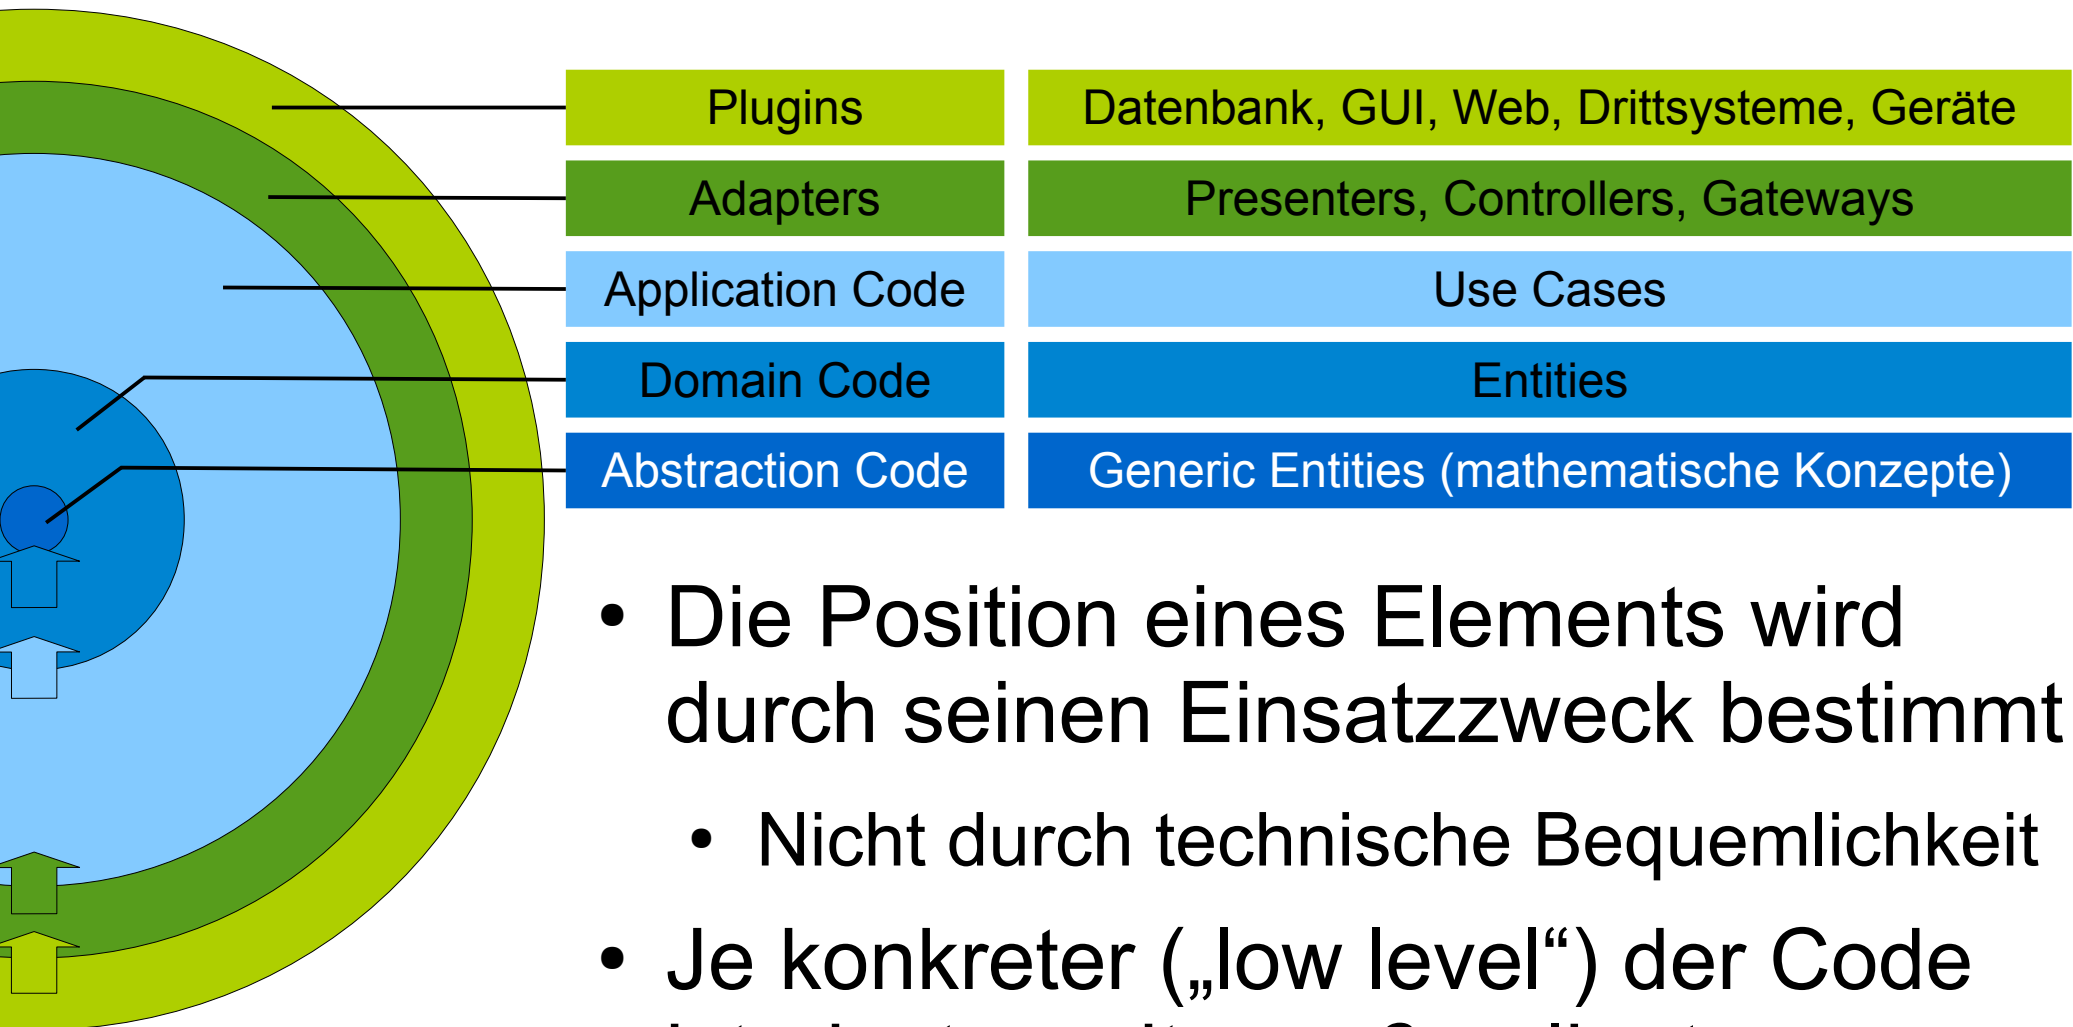 Plugins Datenbank, GUI, Web, Drittsysteme, Geräte
Adapters Presenters, Controllers, Gateways
Application Code Use Cases
Domain Code Entities
Abstraction Code Generic Entities (mathematische Konzepte)
• Die Position eines Elements wird
durch seinen Einsatzzweck bestimmt
• Nicht durch technische Bequemlichkeit
• Je konkreter („low level“) der Code